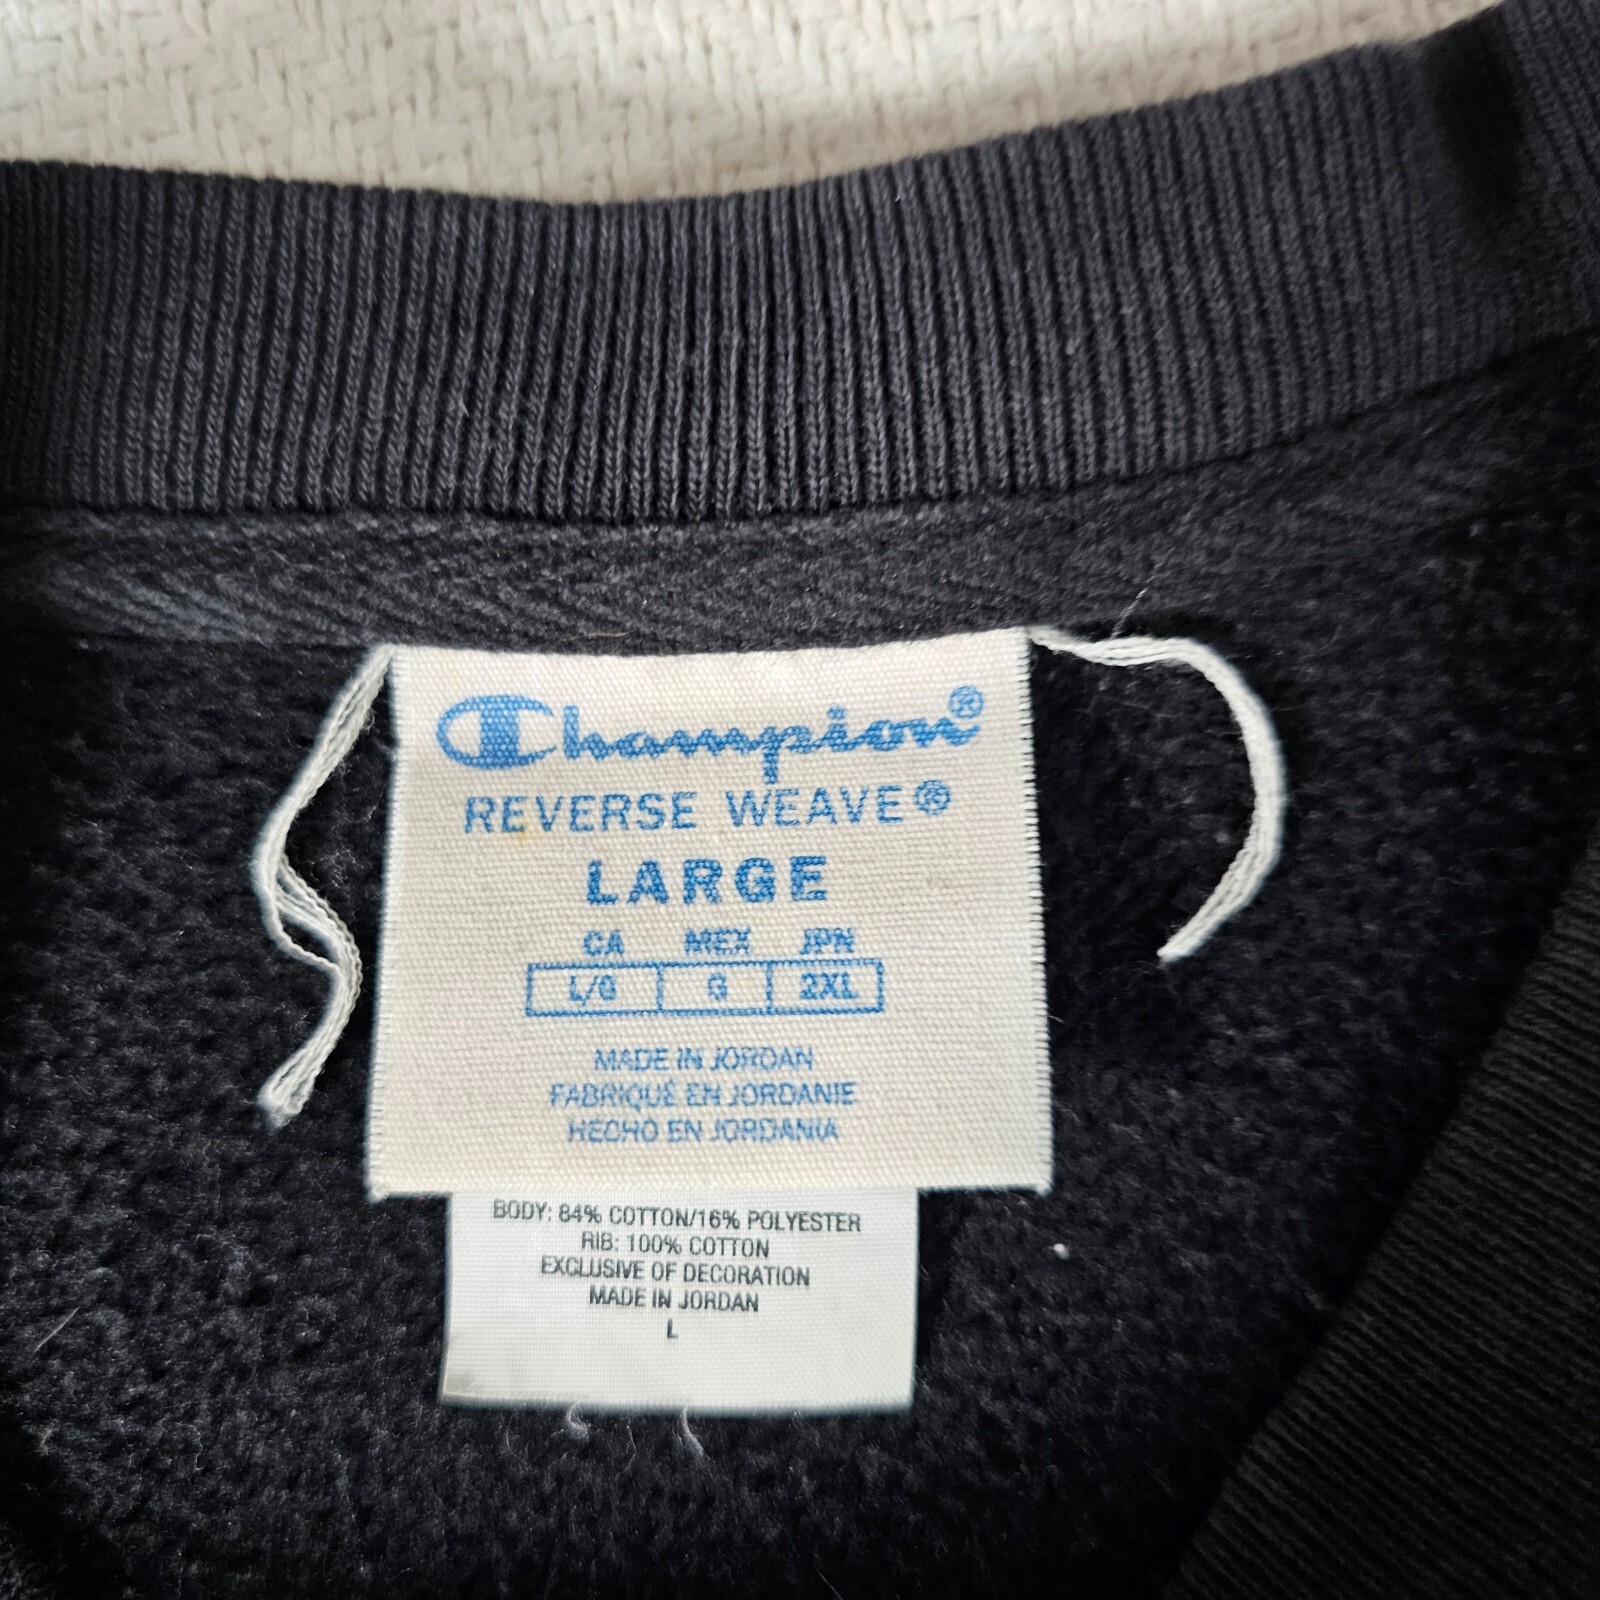 Champion®
REVERSE WEAVE®
LARGE
CA MEX JPN
L/G G 2XL
MADE IN JORDAN
FABRIQUÉ EN JORDANIE
HECHO EN JORDANIA
BODY: 84% COTTON/16% POLYESTER
RIB: 100% COTTON
EXCLUSIVE OF DECORATION
MADE IN JORDAN
L